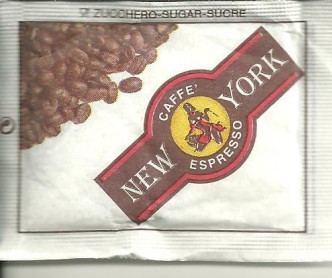 ZUCCHERO-SUGAR-SUCRE
CAFFE'
NEW YORK
ESPRESSO